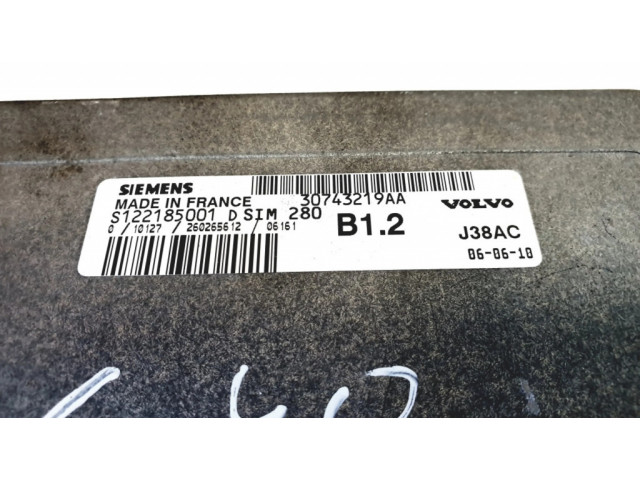 SIEMENS
MADE IN FRANCE 30743219AA
S122185001 D SIM 280
0 / 10127 / 260265612 / 06161
B1.2
VOLVO
J38AC
06-06-10